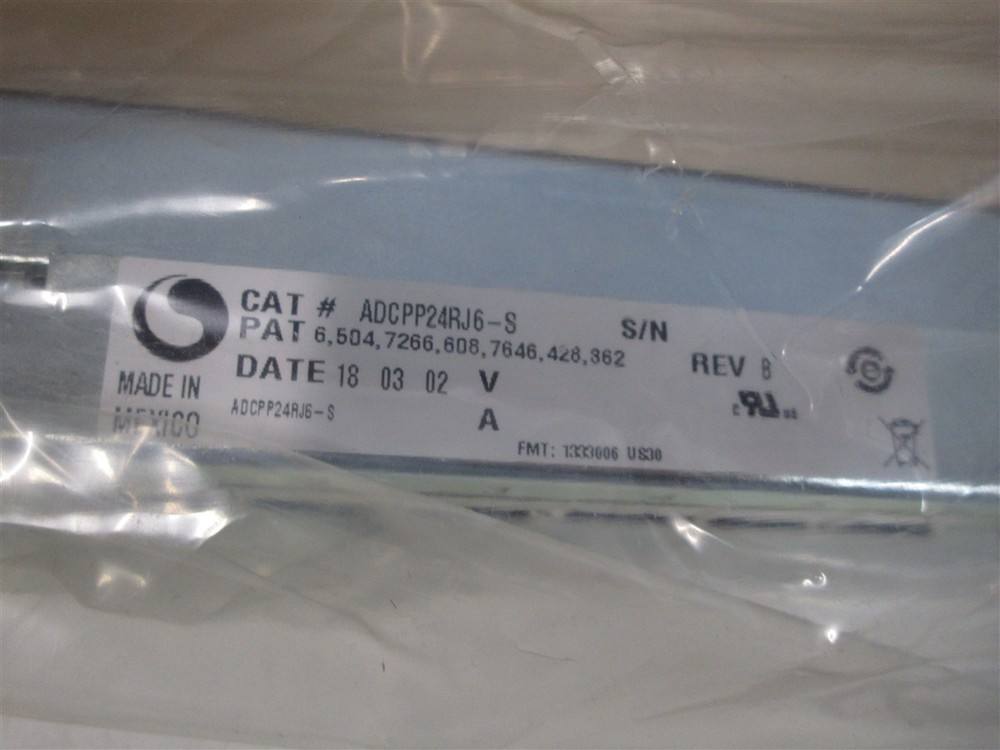 CAT # ADCPP24RJ6-S S/N
PAT 6,504,7266,608,7646,428,362
REV B
DATE 18 03 02 V
MADE IN
MEXICO
ADCPP24RJ6-S A
FMT: 1333006 US30